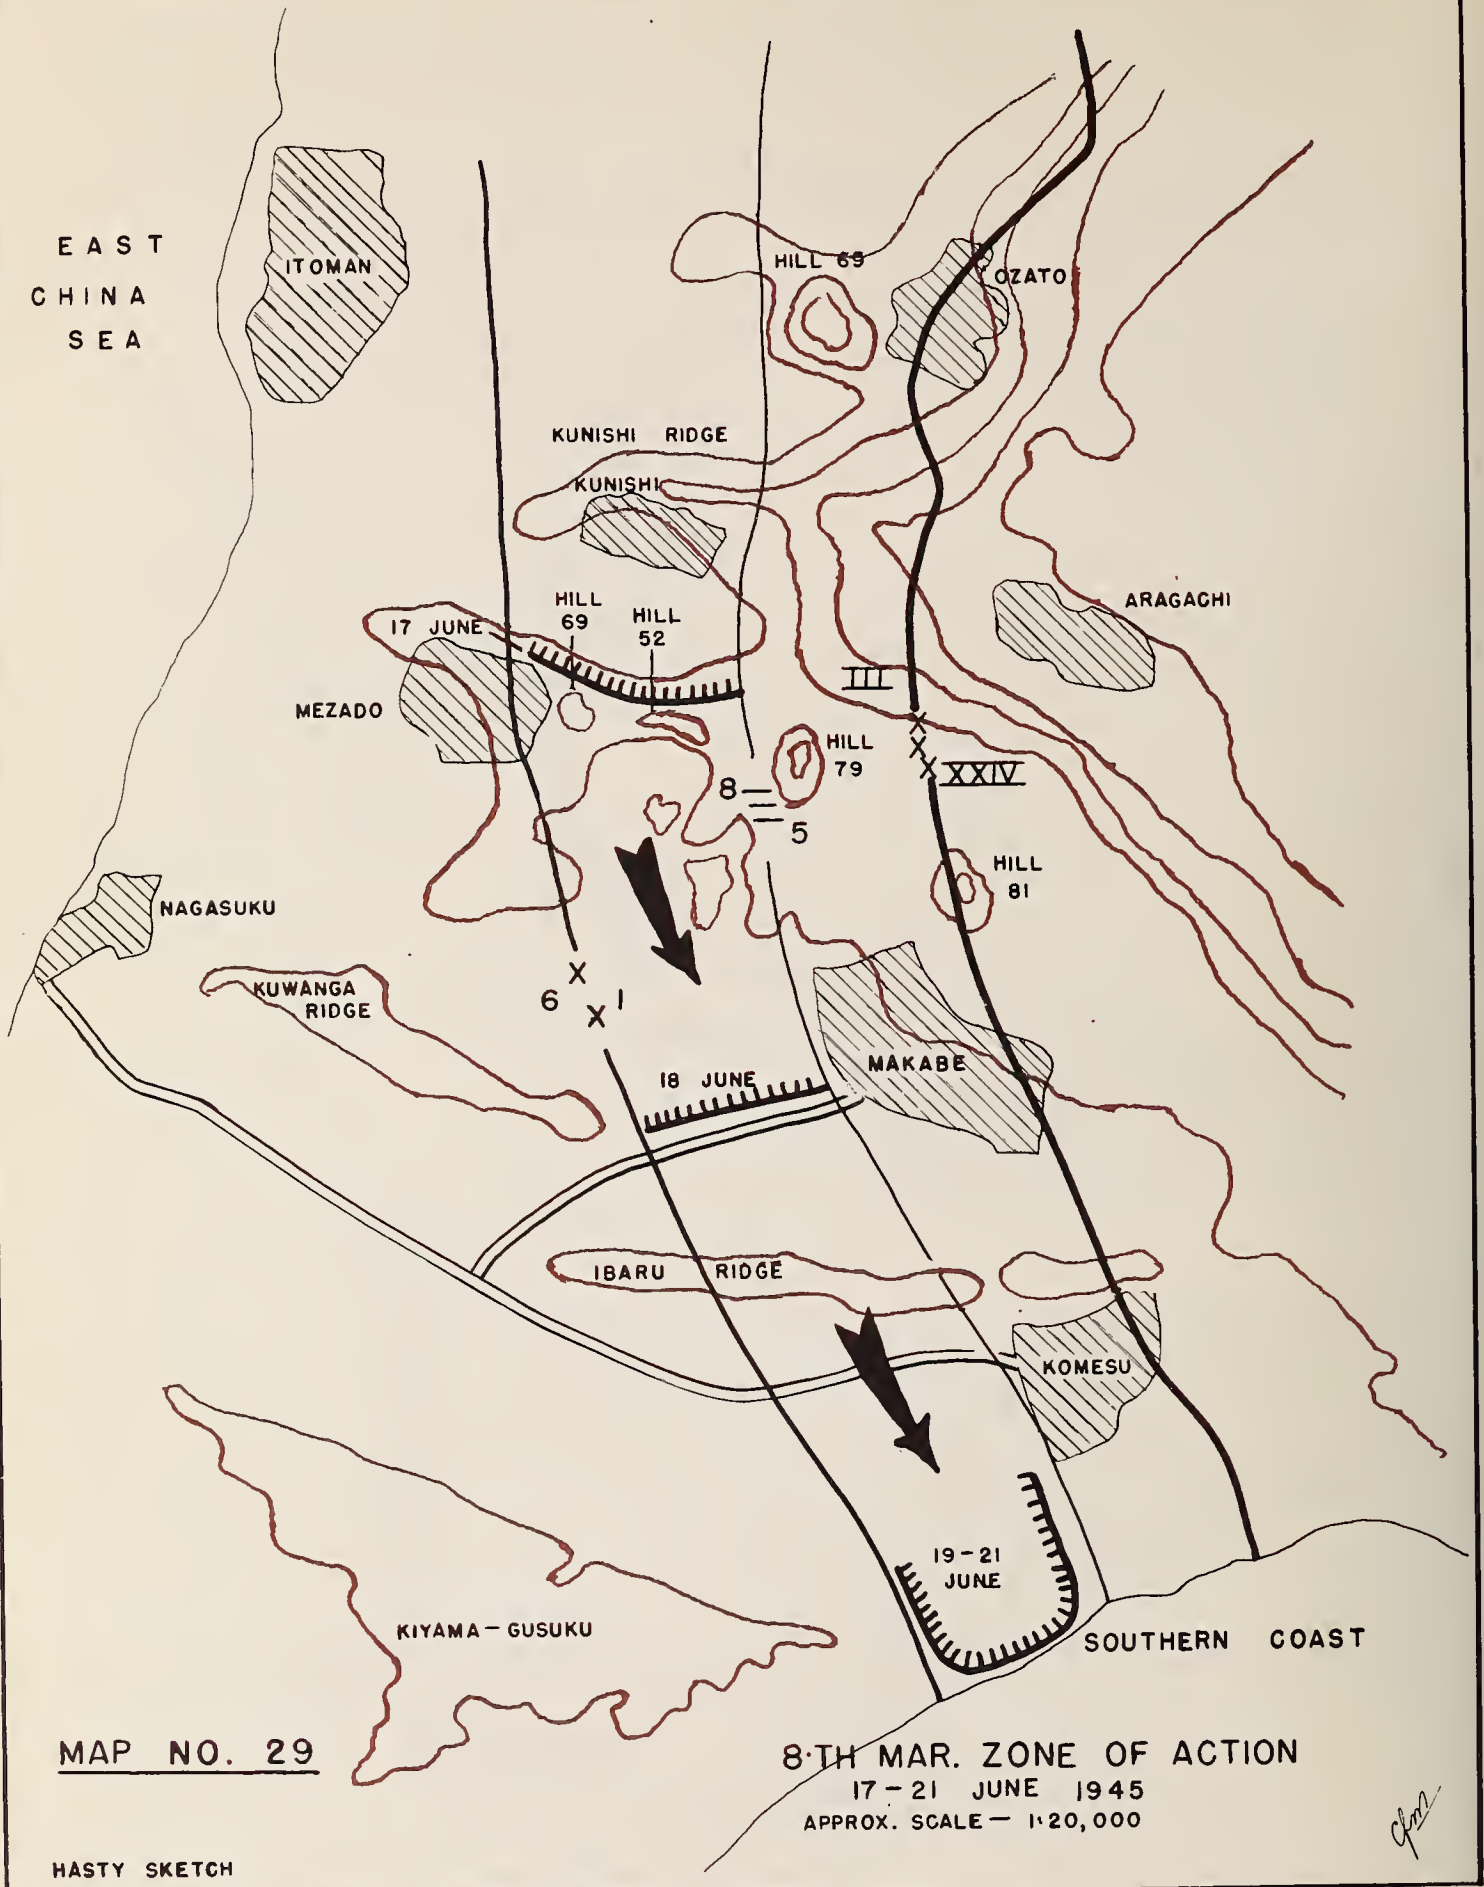 EAST
CHINA
SEA
ITOMAN
HILL 69
OZATO
KUNISHI RIDGE
KUNISHI
HILL
69
HILL
52
17 JUNE
ARAGACHI
III
MEZADO
X
X
X
XXIV
HILL
79
8
5
HILL
81
NAGASUKU
KUWANGA
RIDGE
X
6
1
X
MAKABE
18 JUNE
IBARU RIDGE
KOMESU
19-21
JUNE
KIYAMA-GUSUKU
SOUTHERN COAST
MAP NO. 29
8·TH MAR. ZONE OF ACTION
17-21 JUNE 1945
APPROX. SCALE- 1:20,000
HASTY SKETCH